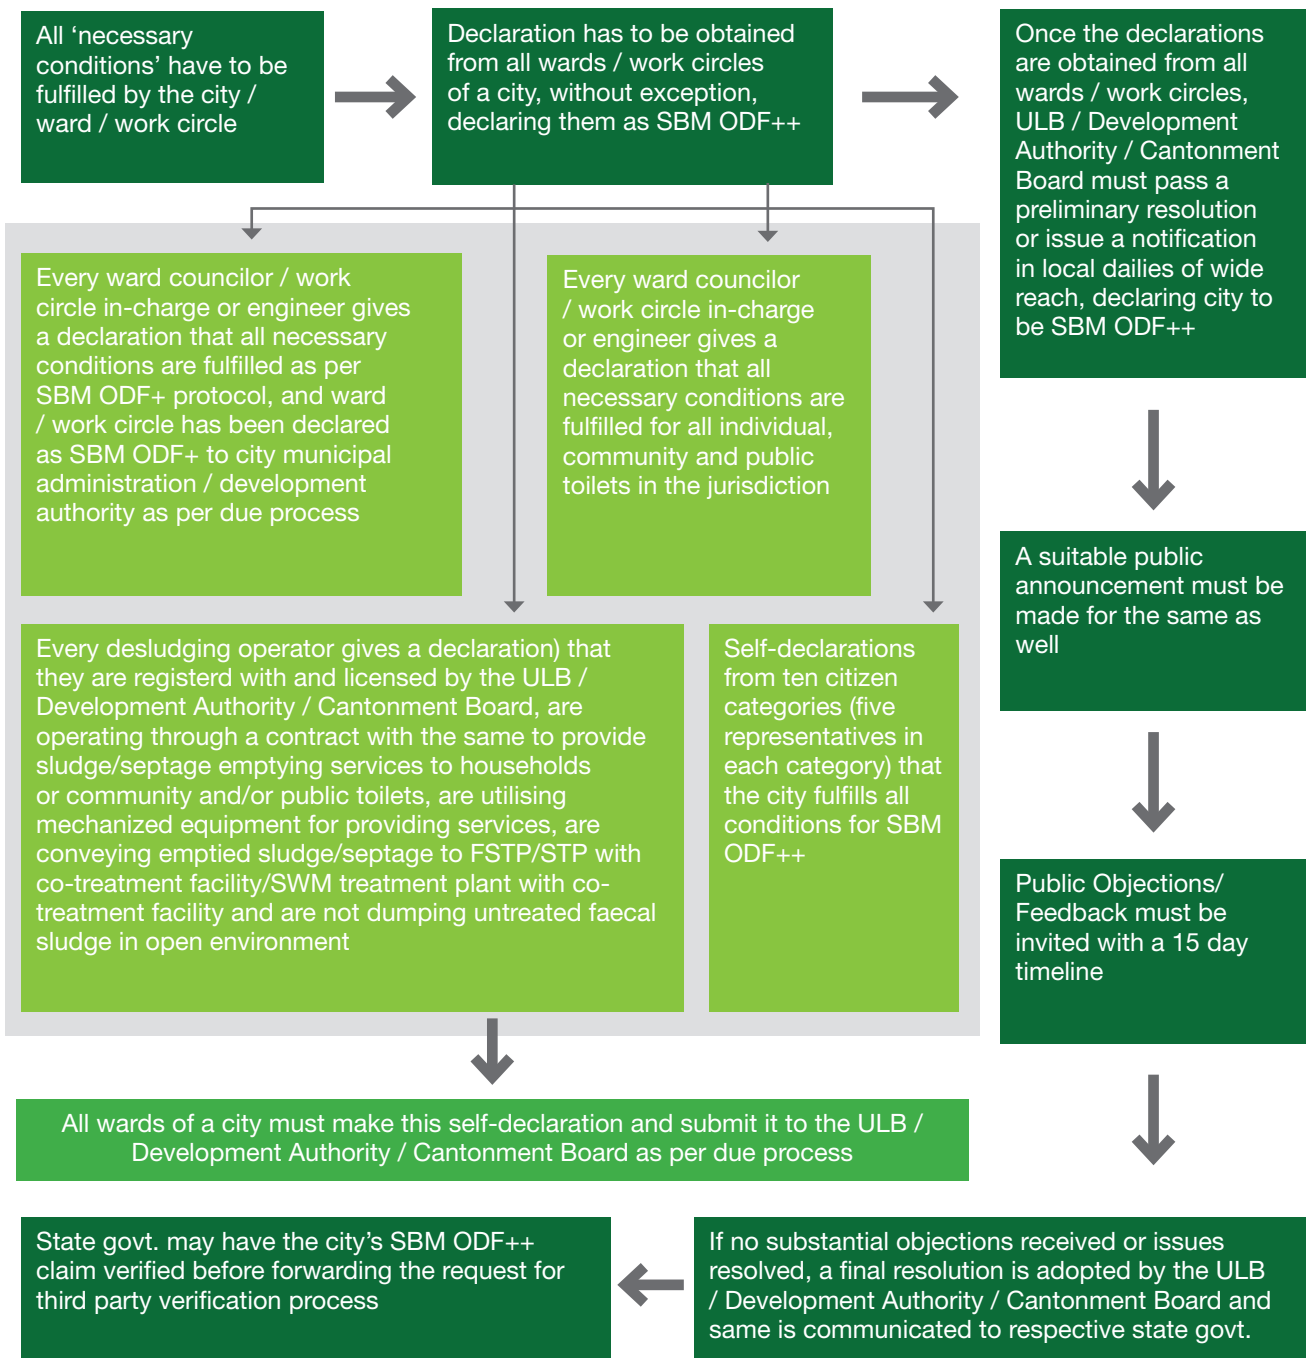 All ‘necessary
conditions’ have to be
fulfilled by the city /
ward / work circle
Declaration has to be obtained
from all wards / work circles
of a city, without exception,
declaring them as SBM ODF++
Once the declarations
are obtained from all
wards / work circles,
ULB / Development
Authority / Cantonment
Board must pass a
preliminary resolution
or issue a notification
in local dailies of wide
reach, declaring city to
be SBM ODF++
Every ward councilor / work
circle in-charge or engineer gives
a declaration that all necessary
conditions are fulfilled as per
SBM ODF+ protocol, and ward
/ work circle has been declared
as SBM ODF+ to city municipal
administration / development
authority as per due process
Every ward councilor
/ work circle in-charge
or engineer gives a
declaration that all
necessary conditions are
fulfilled for all individual,
community and public
toilets in the jurisdiction
Every desludging operator gives a declaration) that
they are registerd with and licensed by the ULB /
Development Authority / Cantonment Board, are
operating through a contract with the same to provide
sludge/septage emptying services to households
or community and/or public toilets, are utilising
mechanized equipment for providing services, are
conveying emptied sludge/septage to FSTP/STP with
co-treatment facility/SWM treatment plant with co-
treatment facility and are not dumping untreated faecal
sludge in open environment
Self-declarations
from ten citizen
categories (five
representatives in
each category) that
the city fulfills all
conditions for SBM
ODF++
A suitable public
announcement must be
made for the same as
well
Public Objections/
Feedback must be
invited with a 15 day
timeline
All wards of a city must make this self-declaration and submit it to the ULB /
Development Authority / Cantonment Board as per due process
If no substantial objections received or issues
resolved, a final resolution is adopted by the ULB
/ Development Authority / Cantonment Board and
same is communicated to respective state govt.
State govt. may have the city’s SBM ODF++
claim verified before forwarding the request for
third party verification process